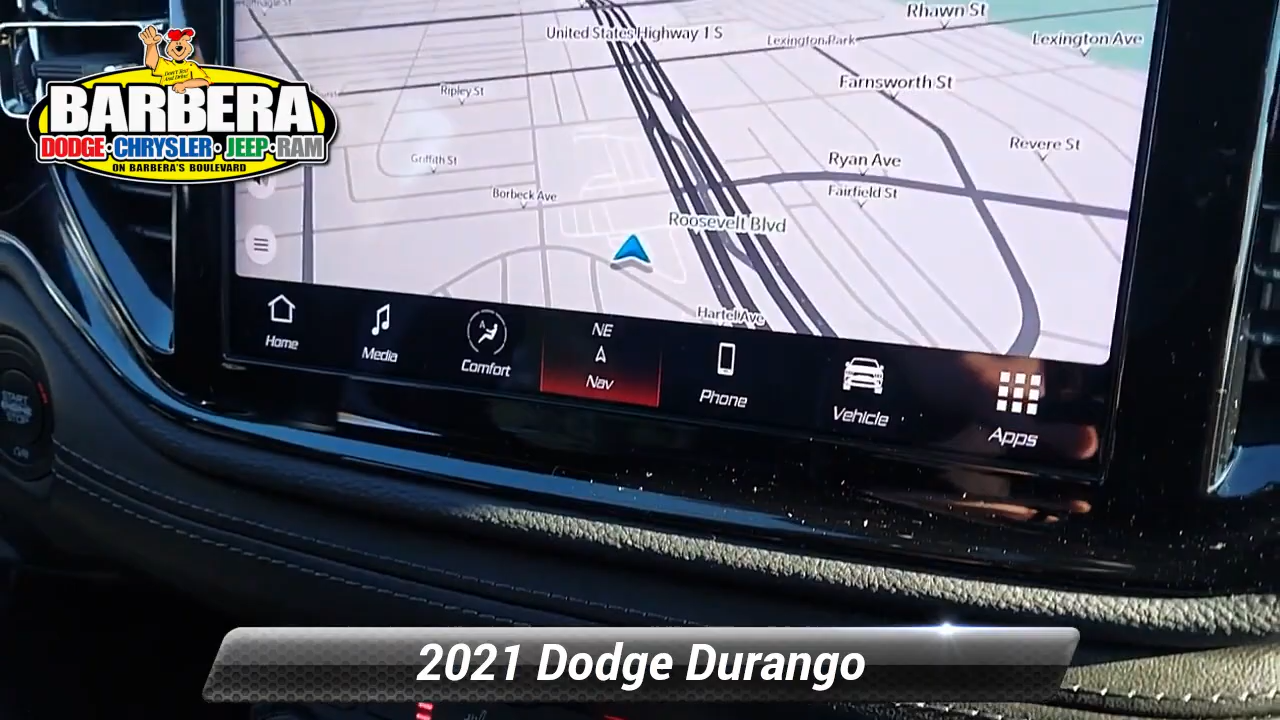 Rhawn St
United States Highway 1 S
Lexington Park
Lexington Ave
Farnsworth St
Ripley St
Revere St
Griffith St
Ryan Ave
Borbeck Ave
Fairfield St
Roosevelt Blvd
Hartel Ave
BARBERA
DODGE·CHRYSLER·JEEP·RAM
ON BARBERA'S BOULEVARD
Home
Media
A
Comfort
NE
Nav
Phone
Vehicle
Apps
START
STOP
2021 Dodge Durango